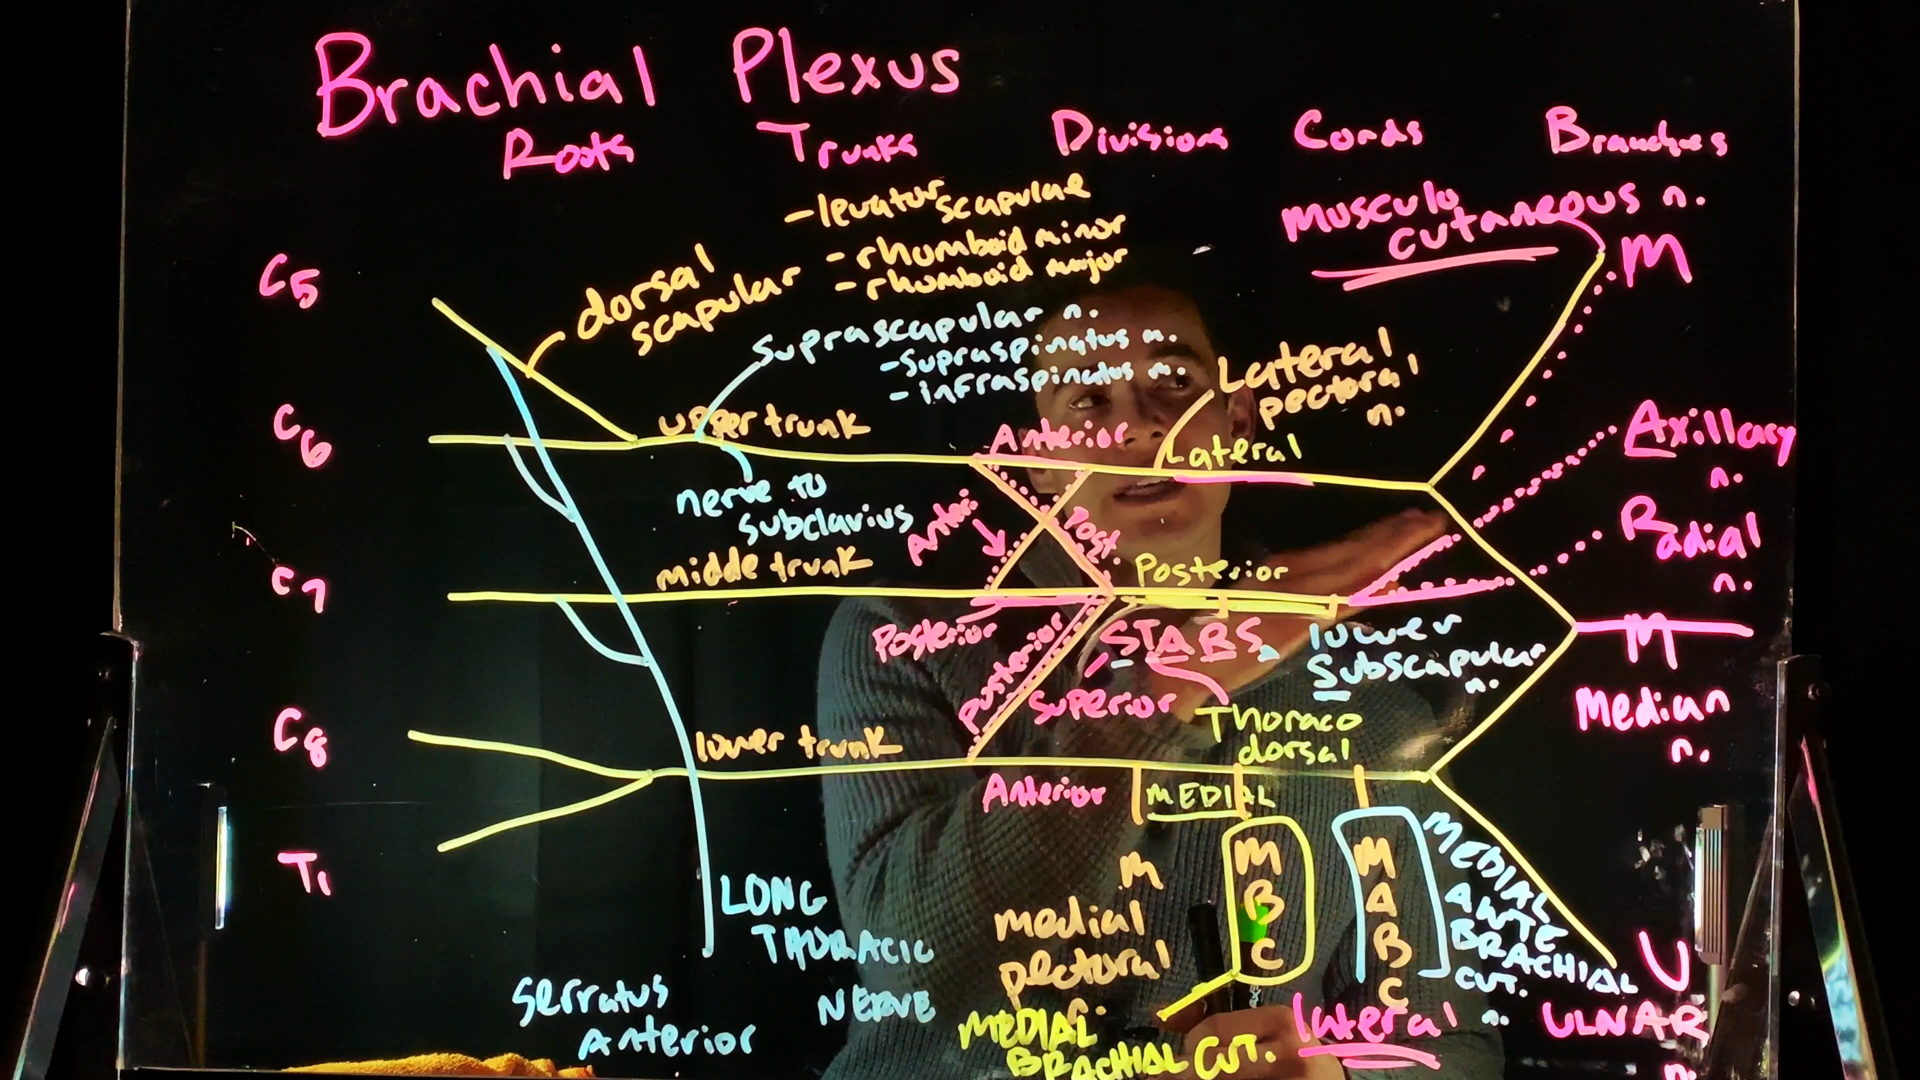 Brachial Plexus
Roots Trunks Divisions Cords Branches
- levator scapulae
- rhumboid minor
- rhumboid major
dorsal scapular
suprascapular n.
- supraspinatus m.
- infraspinatus m.
musculo cutaneous n.
M
C5
Lateral pectoral n.
Axillary n.
C6
upper trunk
Anterior
Lateral
nerve to subclavius
Anteri.
Post.
Radial n.
C7
middle trunk
Posterior
Posterior
Posterior
STARS
lower Subscapular n.
M
Median n.
Superior
Thoraco dorsal
C8
lower trunk
Anterior
MEDIAL
T1
LONG THORACIC NERVE
serratus Anterior
M
medial pectoral n.
M
B
C
MEDIAL BRACHIAL CUT.
M
A
B
C
MEDIAL ANTE BRACHIAL CUT. n.
lateral
U
ULNAR n.